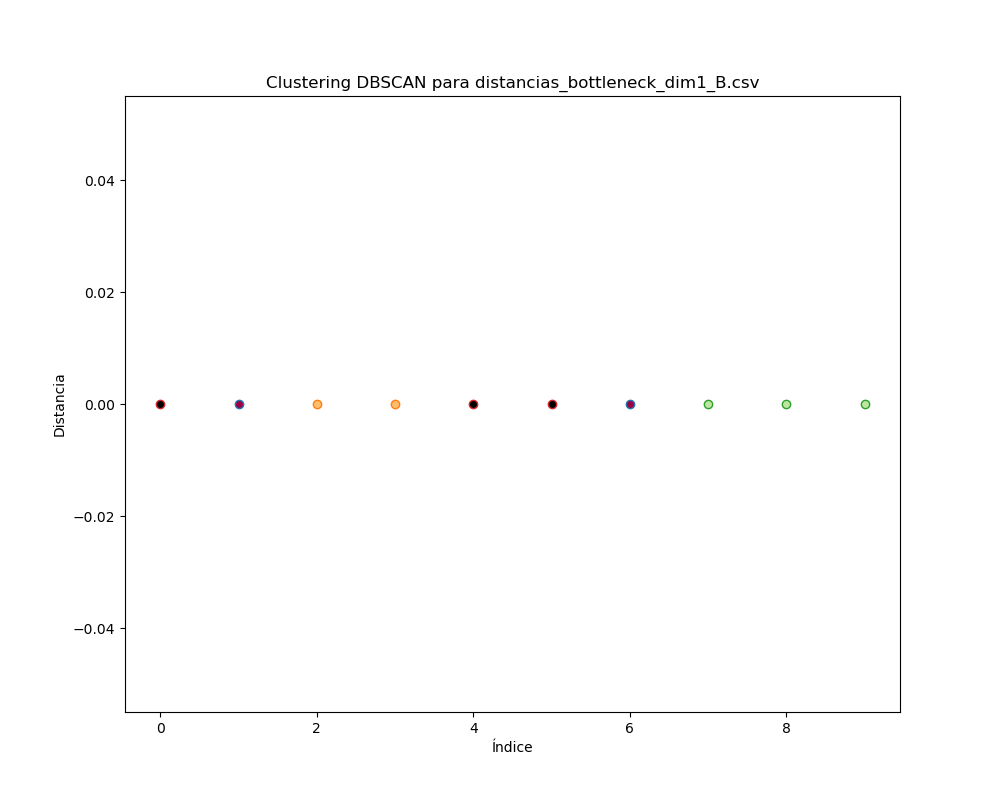 Clustering DBSCAN para distancias_bottleneck_dim1_B.csv
0.04
0.02
0.00
−0.02
−0.04
Distancia
0 2 4 6 8
Índice